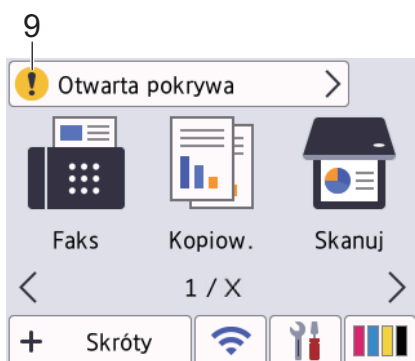 9
! Otwarta pokrywa
Faks Kopiow. Skanuj
< 1 / X >
+ Skróty